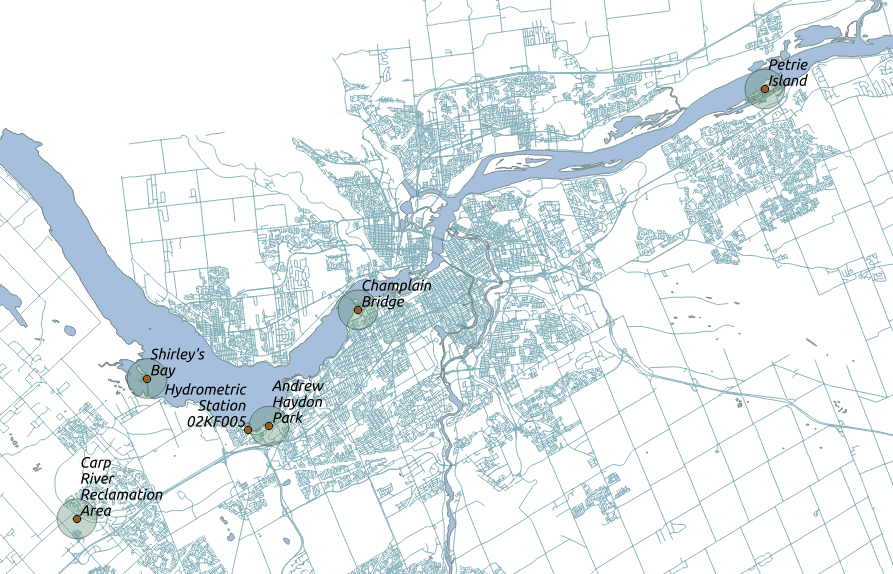 Petrie
Island
Champlain
Bridge
Shirley's
Bay
Hydrometric
Station
02KF005
Andrew
Haydon
Park
Carp
River
Reclamation
Area